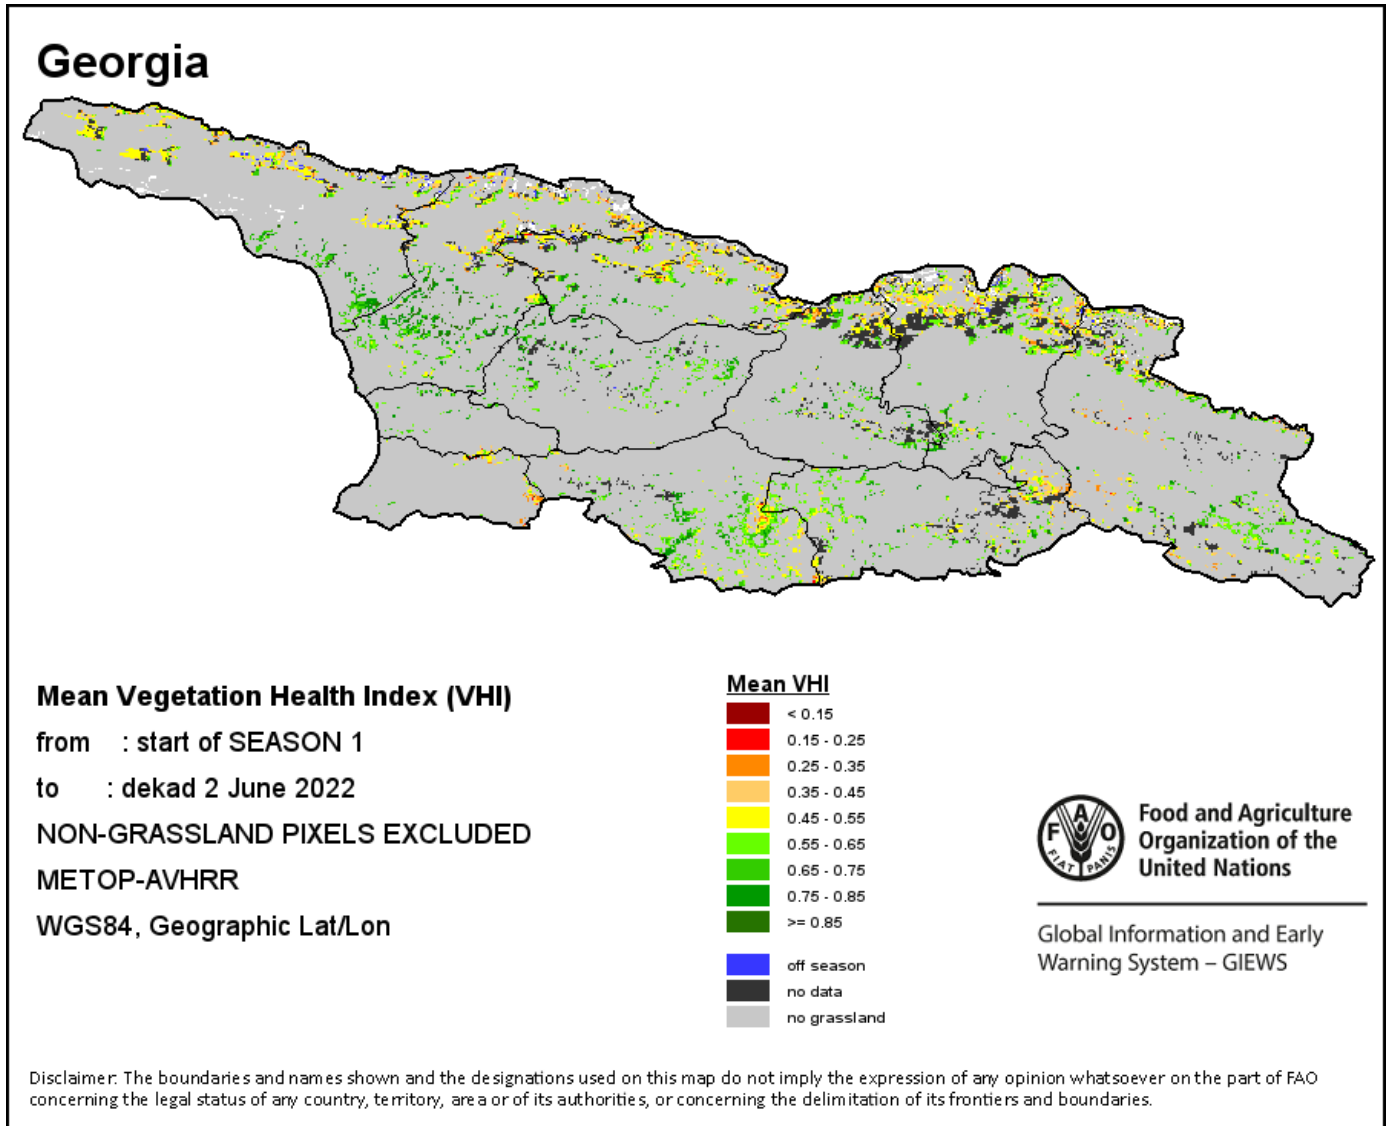 Georgia
Mean Vegetation Health Index (VHI)
from : start of SEASON 1
to : dekad 2 June 2022
NON-GRASSLAND PIXELS EXCLUDED
METOP-AVHRR
WGS84, Geographic Lat/Lon
Mean VHI
< 0.15
0.15 - 0.25
0.25 - 0.35
0.35 - 0.45
0.45 - 0.55
0.55 - 0.65
0.65 - 0.75
0.75 - 0.85
>= 0.85
off season
no data
no grassland
F A O
FIAT PANIS
Food and Agriculture
Organization of the
United Nations
Global Information and Early
Warning System – GIEWS
Disclaimer: The boundaries and names shown and the designations used on this map do not imply the expression of any opinion whatsoever on the part of FAO
concerning the legal status of any country, territory, area or of its authorities, or concerning the delimitation of its frontiers and boundaries.